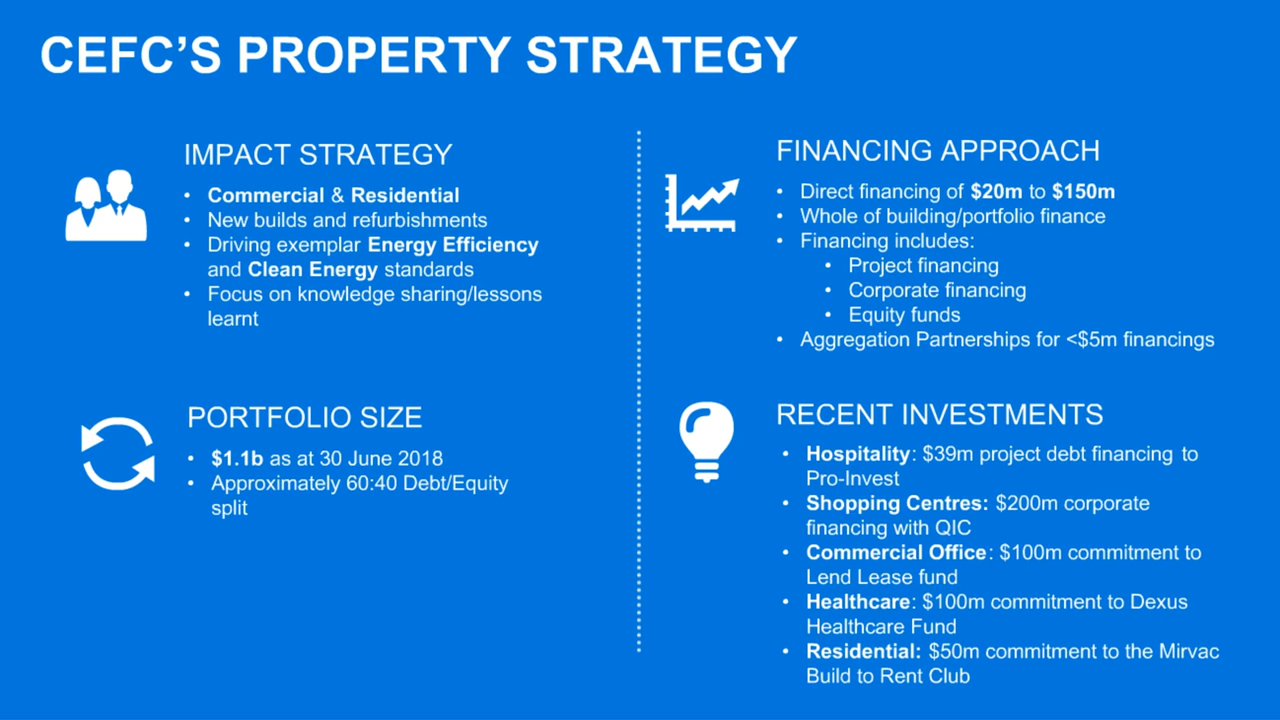 CEFC’S PROPERTY STRATEGY
IMPACT STRATEGY
• Commercial & Residential
• New builds and refurbishments
• Driving exemplar Energy Efficiency
and Clean Energy standards
• Focus on knowledge sharing/lessons
learnt
PORTFOLIO SIZE
• $1.1b as at 30 June 2018
• Approximately 60:40 Debt/Equity
split
FINANCING APPROACH
• Direct financing of $20m to $150m
• Whole of building/portfolio finance
• Financing includes:
• Project financing
• Corporate financing
• Equity funds
• Aggregation Partnerships for <$5m financings
RECENT INVESTMENTS
• Hospitality: $39m project debt financing to
Pro-Invest
• Shopping Centres: $200m corporate
financing with QIC
• Commercial Office: $100m commitment to
Lend Lease fund
• Healthcare: $100m commitment to Dexus
Healthcare Fund
• Residential: $50m commitment to the Mirvac
Build to Rent Club